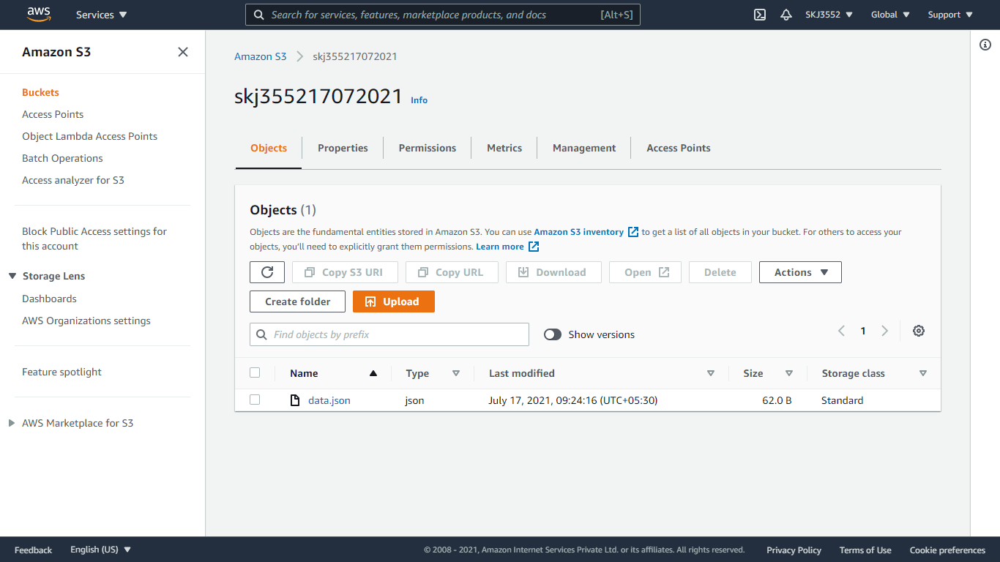 aws Services Search for services, features, marketplace products, and docs [Alt+S] SKJ3552 Global Support
Amazon S3
Buckets
Access Points
Object Lambda Access Points
Batch Operations
Access analyzer for S3
Block Public Access settings for
this account
Storage Lens
Dashboards
AWS Organizations settings
Feature spotlight
AWS Marketplace for S3
Amazon S3 skj355217072021
skj355217072021 Info
Objects Properties Permissions Metrics Management Access Points
Objects (1)
Objects are the fundamental entities stored in Amazon S3. You can use Amazon S3 inventory to get a list of all objects in your bucket. For others to access your
objects, you'll need to explicitly grant them permissions. Learn more
Copy S3 URI Copy URL Download Open Delete Actions
Create folder Upload
Find objects by prefix Show versions 1
Name Type Last modified Size Storage class
data.json json July 17, 2021, 09:24:16 (UTC+05:30) 62.0 B Standard
Feedback English (US) © 2008 - 2021, Amazon Internet Services Private Ltd. or its affiliates. All rights reserved. Privacy Policy Terms of Use Cookie preferences